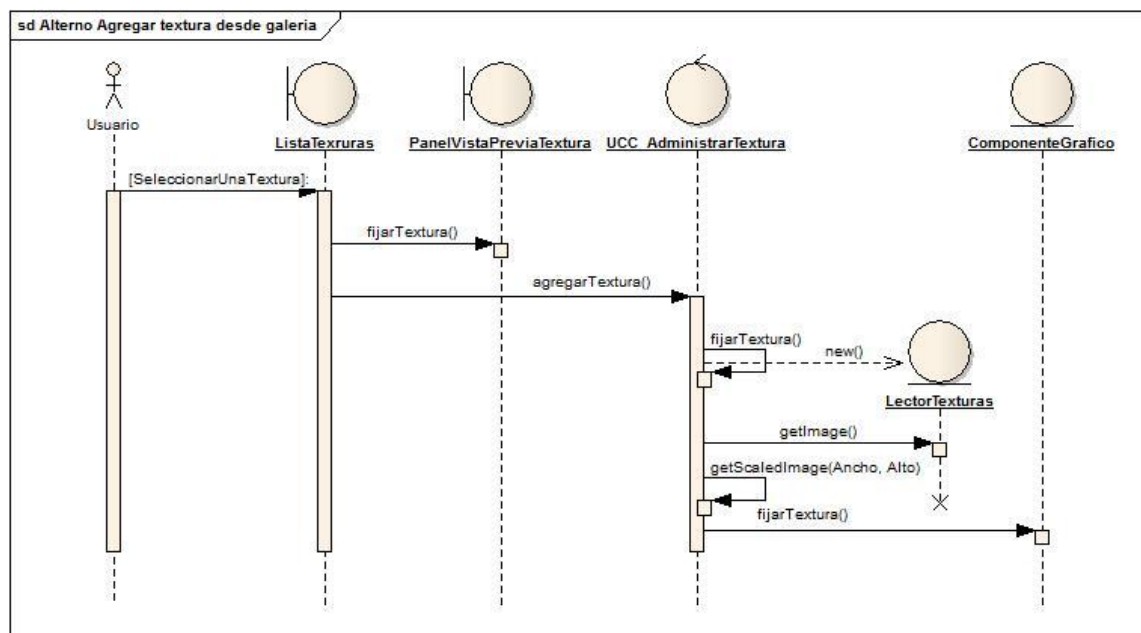 sd Alterno Agregar textura desde galeria
Usuario
ListaTexruras
PanelVistaPreviaTextura
UCC_AdministrarTextura
ComponenteGrafico
[SeleccionarUnaTextura]:
fijarTextura()
agregarTextura()
fijarTextura()
new()
LectorTexturas
getImage()
getScaledImage(Ancho, Alto)
fijarTextura()